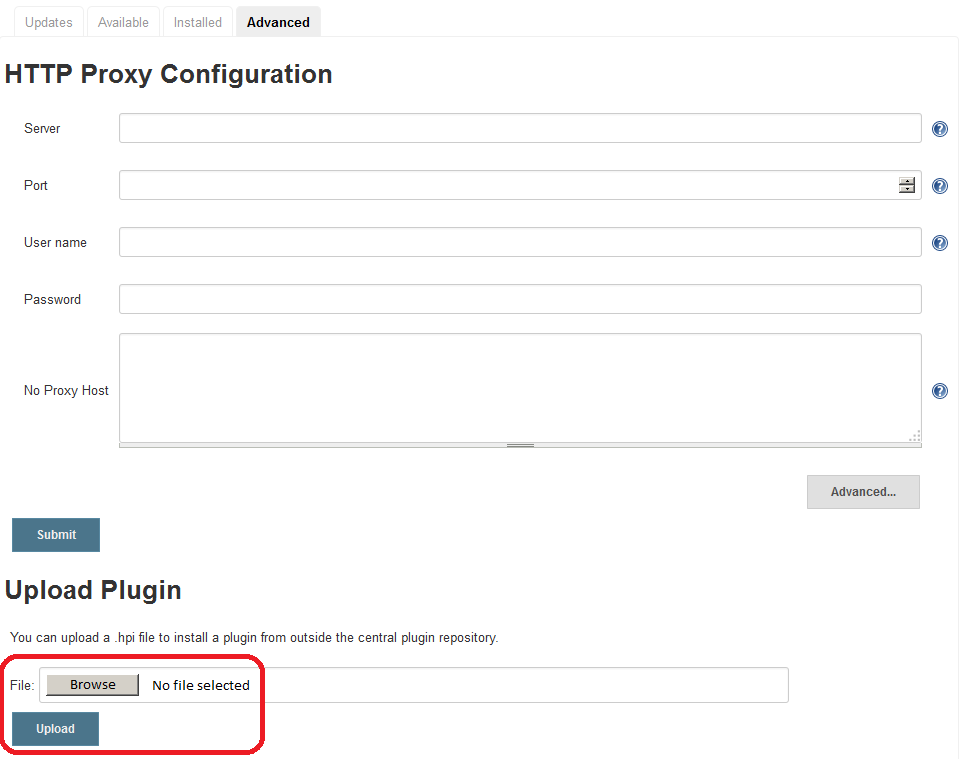 Updates Available Installed Advanced
HTTP Proxy Configuration
Server
Port
User name
Password
No Proxy Host
Advanced...
Submit
Upload Plugin
You can upload a .hpi file to install a plugin from outside the central plugin repository.
File: Browse No file selected
Upload